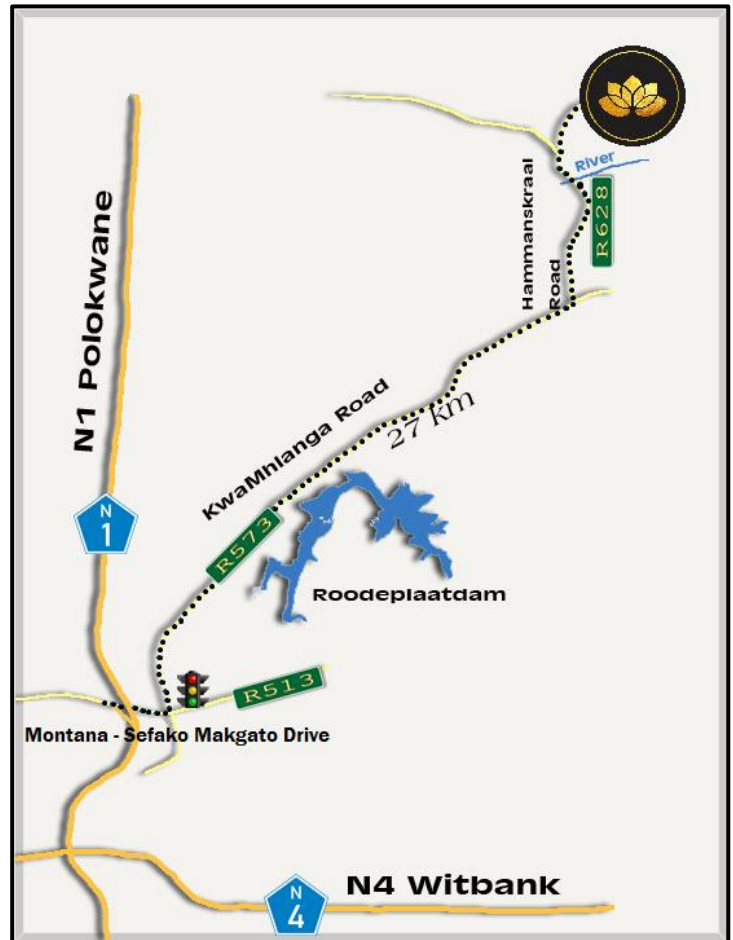 River
R628
Hammanskraal
Road
N1 Polokwane
27 km
KwaMhlanga Road
N
1
R573
Roodeplaatdam
R513
Montana - Sefako Makgato Drive
N4 Witbank
N
4